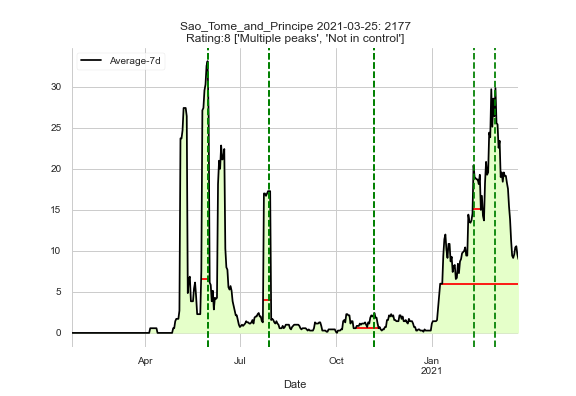 Sao_Tome_and_Principe 2021-03-25: 2177
Rating:8 ['Multiple peaks', 'Not in control']
Average-7d
30
25
20
15
10
5
0
Apr
Jul
Oct
Jan
2021
Date